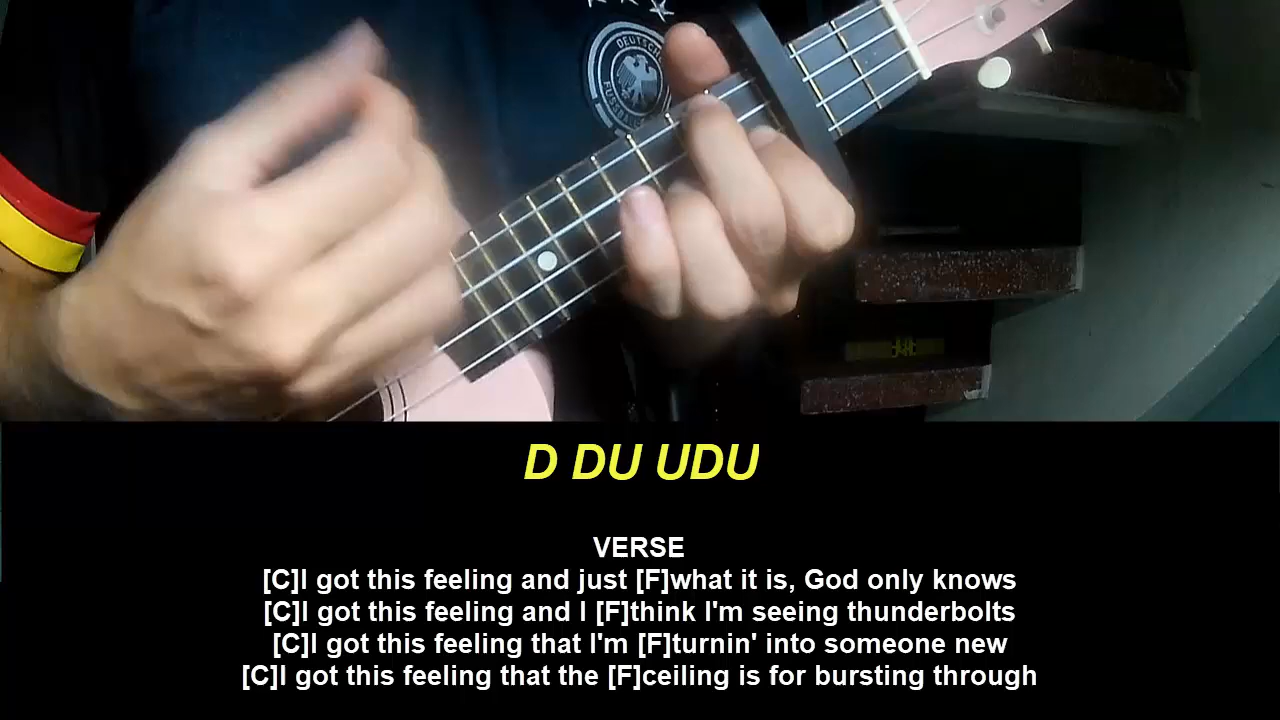 DEUTSCH
FUSSBA
D DU UDU
VERSE
[C]I got this feeling and just [F]what it is, God only knows
[C]I got this feeling and I [F]think I'm seeing thunderbolts
[C]I got this feeling that I'm [F]turnin' into someone new
[C]I got this feeling that the [F]ceiling is for bursting through